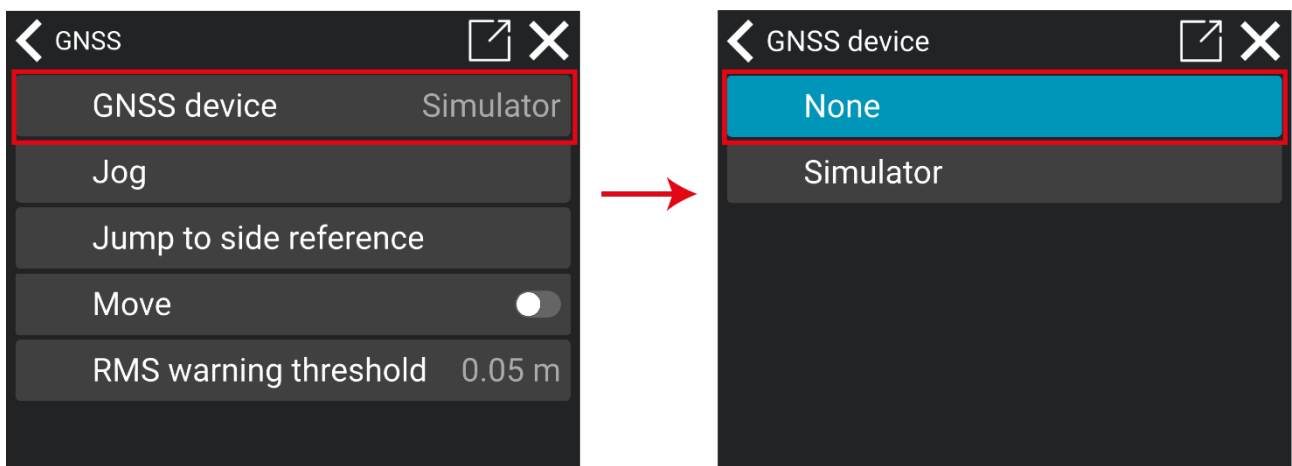 GNSS
GNSS device Simulator
Jog
Jump to side reference
Move
RMS warning threshold 0.05 m
GNSS device
None
Simulator